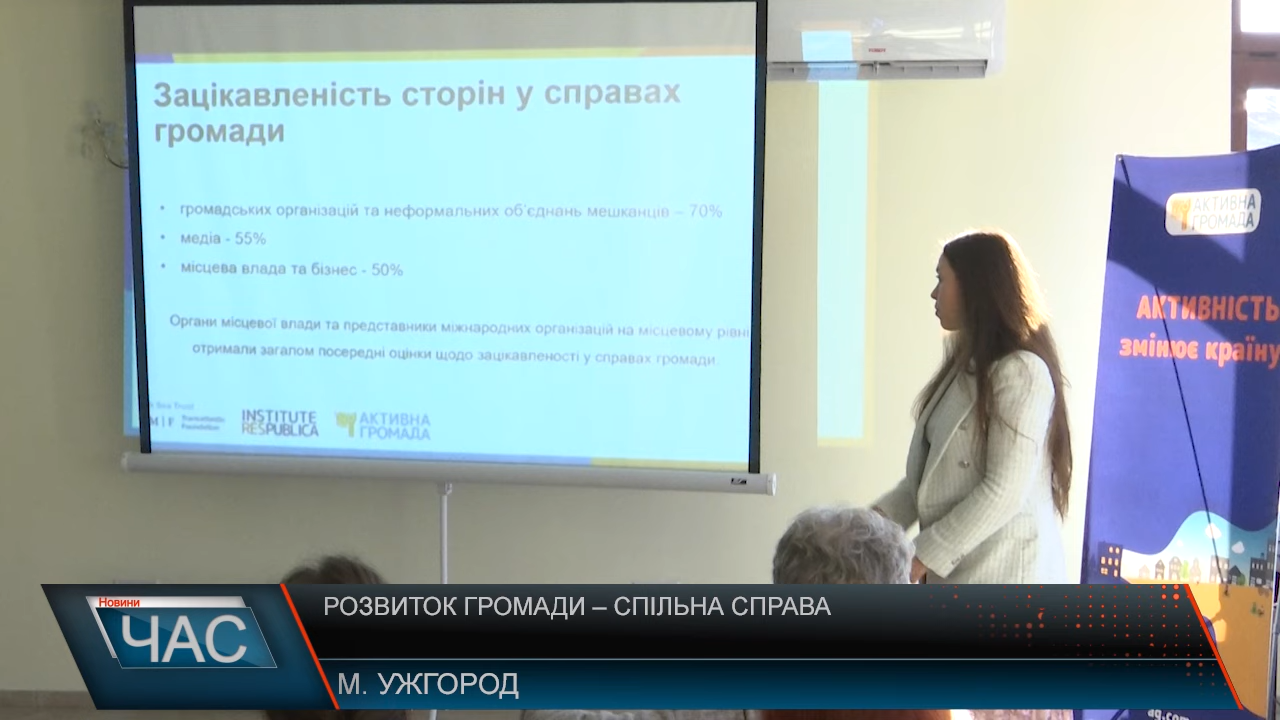 Зацікавленість сторін у справах
громади
• громадських організацій та неформальних об'єднань мешканців – 70%
• медіа - 55%
• місцева влада та бізнес - 50%
Органи місцевої влади та представники міжнародних організацій на місцевому рівні
отримали загалом посередні оцінки щодо зацікавленості у справах громади.
INSTITUTE
RESPUBLICA
АКТИВНА
ГРОМАДА
АКТИВНА
ГРОМАДА
АКТИВНІСТЬ
змінює країну
Новини
ЧАС
РОЗВИТОК ГРОМАДИ – СПІЛЬНА СПРАВА
М. УЖГОРОД